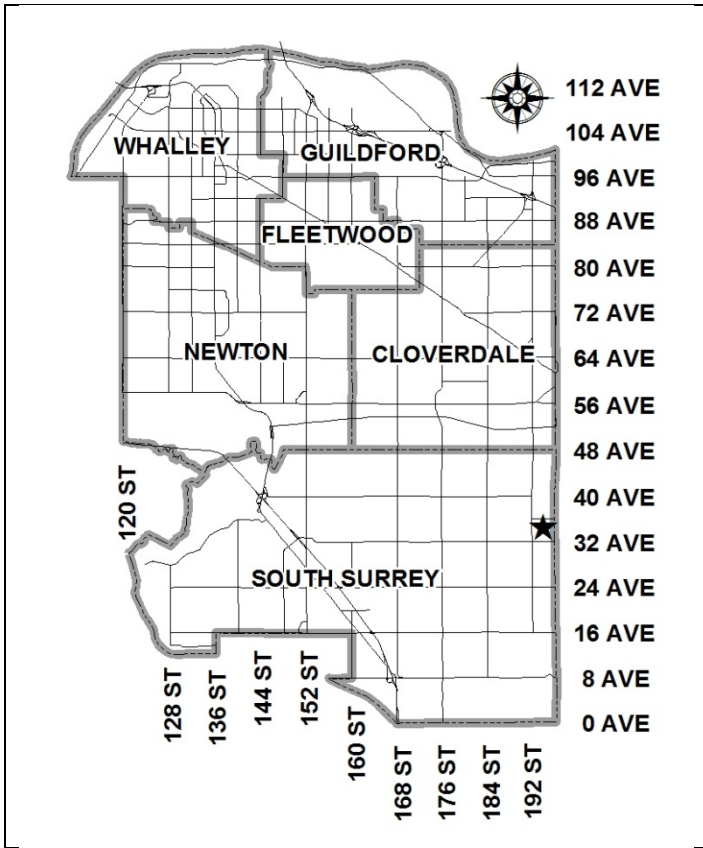 112 AVE
104 AVE
WHALLEY
GUILDFORD
96 AVE
88 AVE
FLEETWOOD
80 AVE
72 AVE
NEWTON
CLOVERDALE
64 AVE
56 AVE
48 AVE
120 ST
40 AVE
32 AVE
SOUTH SURREY
24 AVE
16 AVE
128 ST
136 ST
144 ST
152 ST
160 ST
8 AVE
0 AVE
168 ST
176 ST
184 ST
192 ST